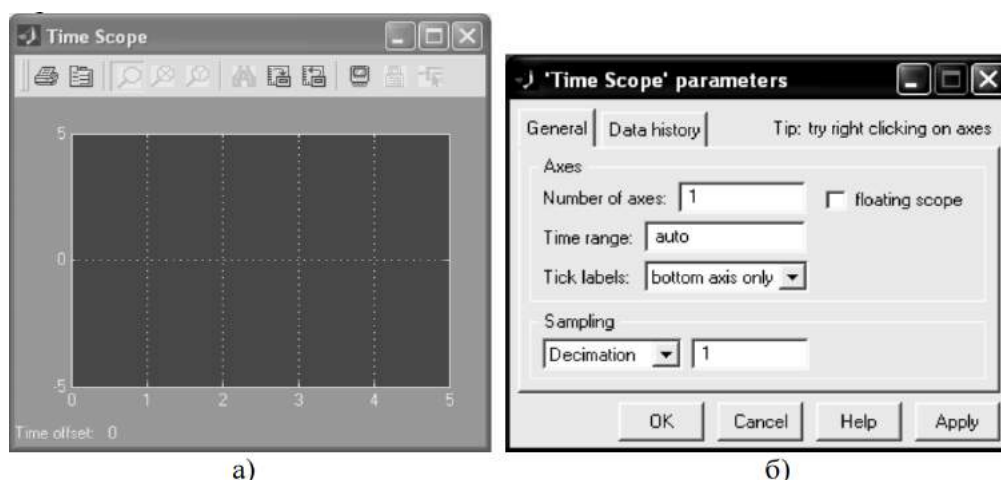 Time Scope
5
0
-5
0 1 2 3 4 5
Time offset: 0
а)
'Time Scope' parameters
General Data history Tip: try right clicking on axes
Axes
Number of axes: 1 floating scope
Time range: auto
Tick labels: bottom axis only
Sampling
Decimation 1
OK Cancel Help Apply
б)